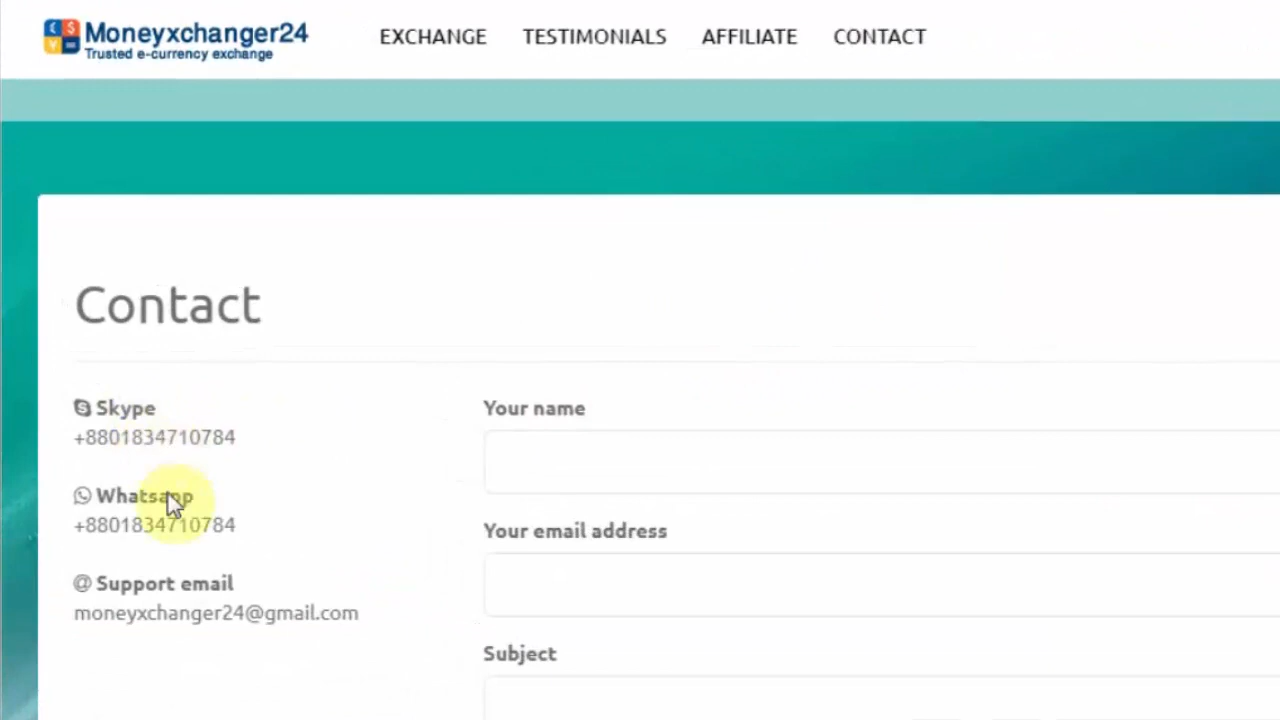 Moneyxchanger24
Trusted e-currency exchange
EXCHANGE TESTIMONIALS AFFILIATE CONTACT
Contact
Skype
+8801834710784
Whatsapp
+8801834710784
@ Support email
moneyxchanger24@gmail.com
Your name
Your email address
Subject